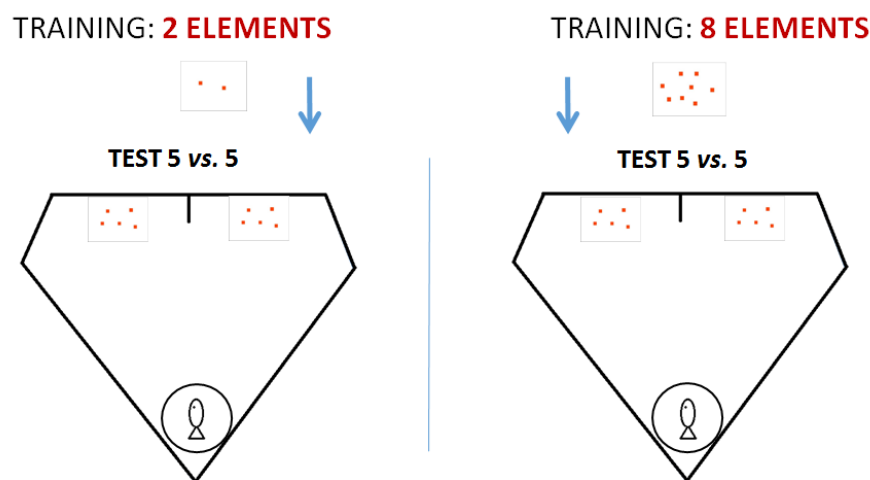 TRAINING: 2 ELEMENTS
TEST 5 vs. 5
TRAINING: 8 ELEMENTS
TEST 5 vs. 5